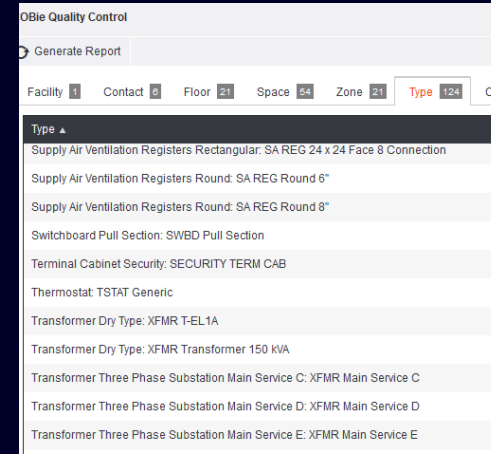 OBie Quality Control
Generate Report
Facility 1 Contact 6 Floor 21 Space 54 Zone 21 Type 124 C
Type ▲
Supply Air Ventilation Registers Rectangular: SA REG 24 x 24 Face 8 Connection
Supply Air Ventilation Registers Round: SA REG Round 6"
Supply Air Ventilation Registers Round: SA REG Round 8"
Switchboard Pull Section: SWBD Pull Section
Terminal Cabinet Security: SECURITY TERM CAB
Thermostat: TSTAT Generic
Transformer Dry Type: XFMR T-EL1A
Transformer Dry Type: XFMR Transformer 150 kVA
Transformer Three Phase Substation Main Service C: XFMR Main Service C
Transformer Three Phase Substation Main Service D: XFMR Main Service D
Transformer Three Phase Substation Main Service E: XFMR Main Service E